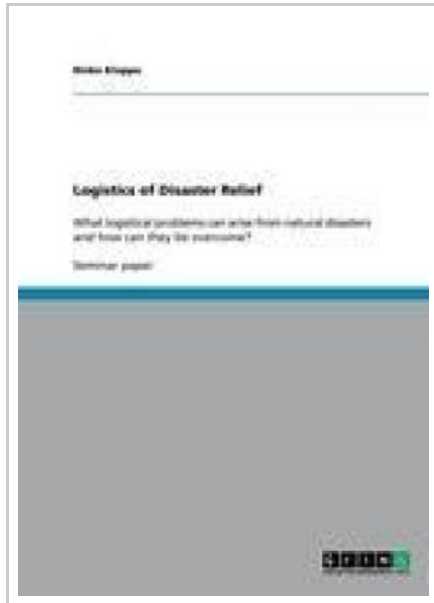 Logistics of Disaster Relief
What logistical problems can arise from natural disasters
and how can they be overcome?
Seminar paper
GRIN